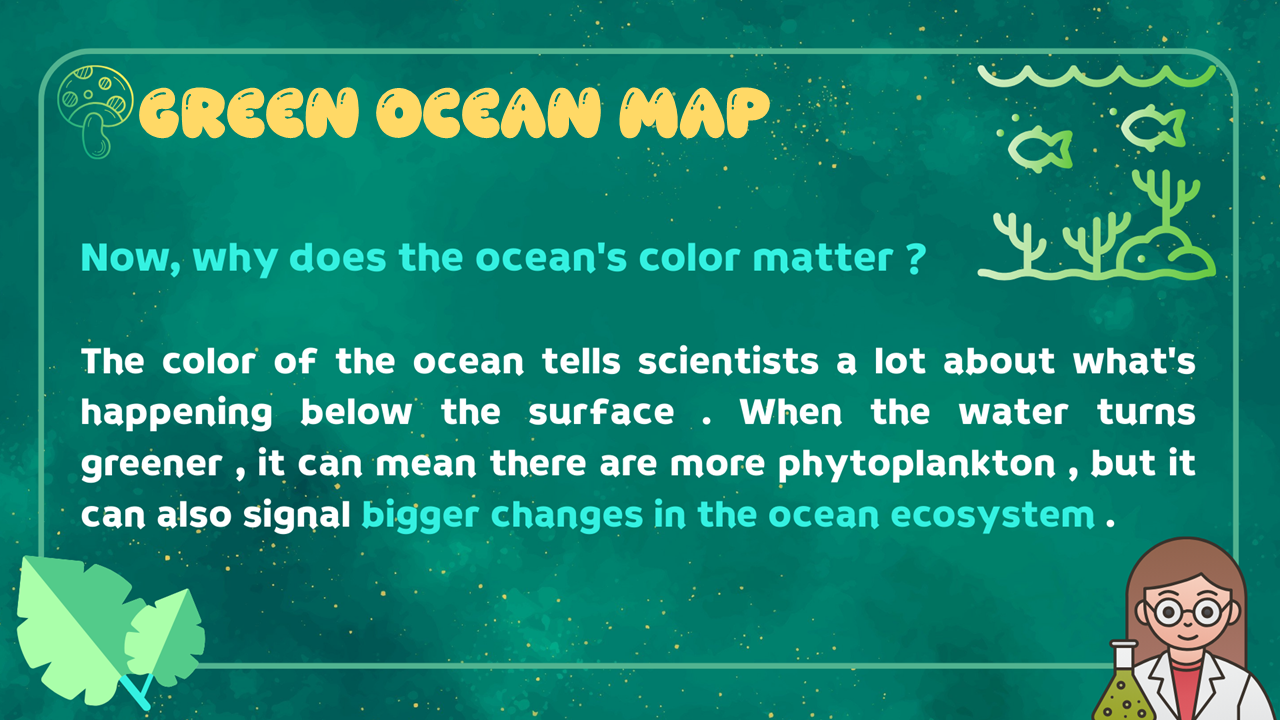 GREEN OCEAN MAP
Now, why does the ocean's color matter ?
The color of the ocean tells scientists a lot about what's
happening below the surface . When the water turns
greener , it can mean there are more phytoplankton , but it
can also signal bigger changes in the ocean ecosystem .